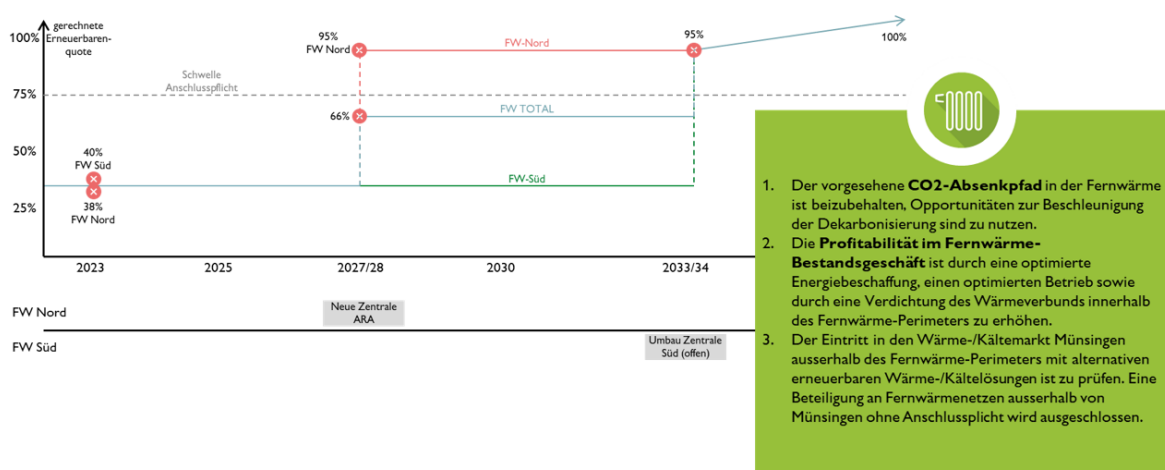 gerechnete
Erneuerbaren-
quote
100%
75%
50%
25%
Schwelle
Anschlusspflicht
95%
FW Nord
FW-Nord
95%
100%
66%
FW TOTAL
40%
FW Süd
38%
FW Nord
FW-Süd
2023
2025
2027/28
2030
2033/34
FW Nord
Neue Zentrale
ARA
FW Süd
Umbau Zentrale
Süd (offen)
1. Der vorgesehene CO2-Absenkpfad in der Fernwärme
ist beizubehalten, Opportunitäten zur Beschleunigung
der Dekarbonisierung sind zu nutzen.
2. Die Profitabilität im Fernwärme-
Bestandsgeschäft ist durch eine optimierte
Energiebeschaffung, einen optimierten Betrieb sowie
durch eine Verdichtung des Wärmeverbunds innerhalb
des Fernwärme-Perimeters zu erhöhen.
3. Der Eintritt in den Wärme-/Kältemarkt Münsingen
ausserhalb des Fernwärme-Perimeters mit alternativen
erneuerbaren Wärme-/Kältelösungen ist zu prüfen. Eine
Beteiligung an Fernwärmenetzen ausserhalb von
Münsingen ohne Anschlussplicht wird ausgeschlossen.